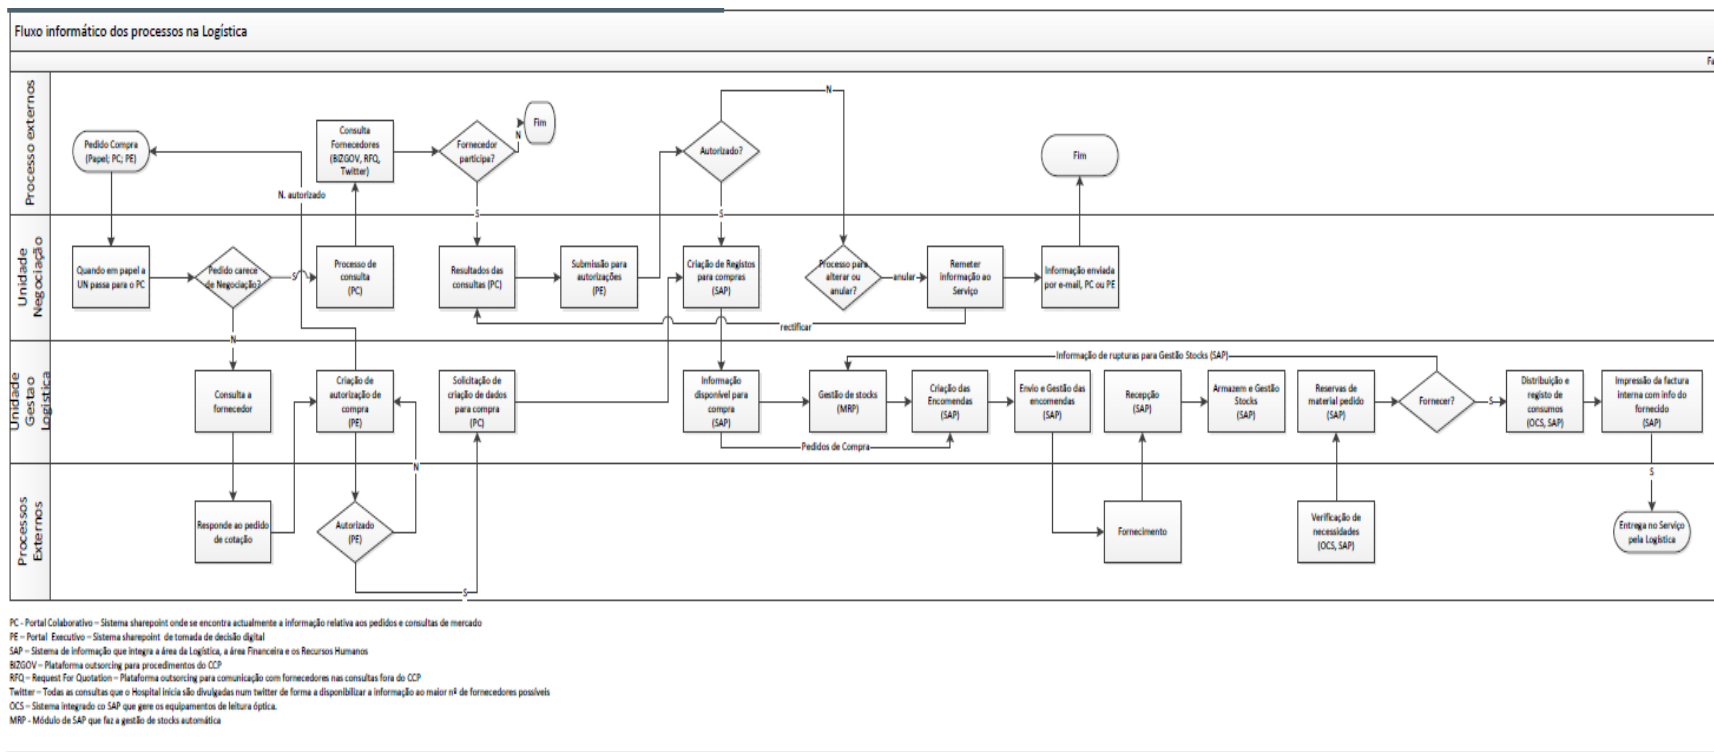 Fluxo informático dos processos na Logística
Fa
Processo externos
Pedido Compra
(Papel; PC; PE)
N. autorizado
Consulta
Fornecedores
(BIZGOV, RFQ,
Twitter)
Fornecedor
participa?
N
Fim
S
Autorizado?
N
S
Fim
Unidade
Negociação
Quando em papel a
UN passa para o PC
Pedido carece
de Negociação?
S
N
Processo de
consulta
(PC)
Resultados das
consultas (PC)
Submissão para
autorizações
(PE)
Criação de Registos
para compras
(SAP)
Processo para
alterar ou
anular?
anular
Remeter
informação ao
Serviço
Informação enviada
por e-mail, PC ou PE
rectificar
Unidade
Gestao
Logística
Consulta a
fornecedor
Criação de
autorização de
compra
(PE)
Solicitação de
criação de dados
para compra
(PC)
Informação
disponível para
compra
(SAP)
Gestão de stocks
(MRP)
Criação das
Encomendas
(SAP)
Envio e Gestão das
encomendas
(SAP)
Recepção
(SAP)
Armazem e Gestão
Stocks
(SAP)
Reservas de
material pedido
(SAP)
Fornecer?
S
Distribuição e
registo de
consumos
(OCS, SAP)
Impressão da factura
interna com info do
fornecido
(SAP)
Informação de rupturas para Gestão Stocks (SAP)
Pedidos de Compra
Processos
Externos
Responde ao pedido
de cotação
Autorizado
(PE)
N
S
Fornecimento
Verificação de
necessidades
(OCS, SAP)
S
Entrega no Serviço
pela Logística
PC - Portal Colaborativo – Sistema sharepoint onde se encontra actualmente a informação relativa aos pedidos e consultas de mercado
PE – Portal Executivo – Sistema sharepoint de tomada de decisão digital
SAP – Sistema de informação que integra a área da Logística, a área Financeira e os Recursos Humanos
BIZGOV – Plataforma outsorcing para procedimentos do CCP
RFQ – Request For Quotation – Plataforma outsorcing para comunicação com fornecedores nas consultas fora do CCP
Twitter – Todas as consultas que o Hospital inicia são divulgadas num twitter de forma a disponibilizar a informação ao maior nº de fornecedores possíveis
OCS – Sistema integrado co SAP que gere os equipamentos de leitura óptica.
MRP - Módulo de SAP que faz a gestão de stocks automática